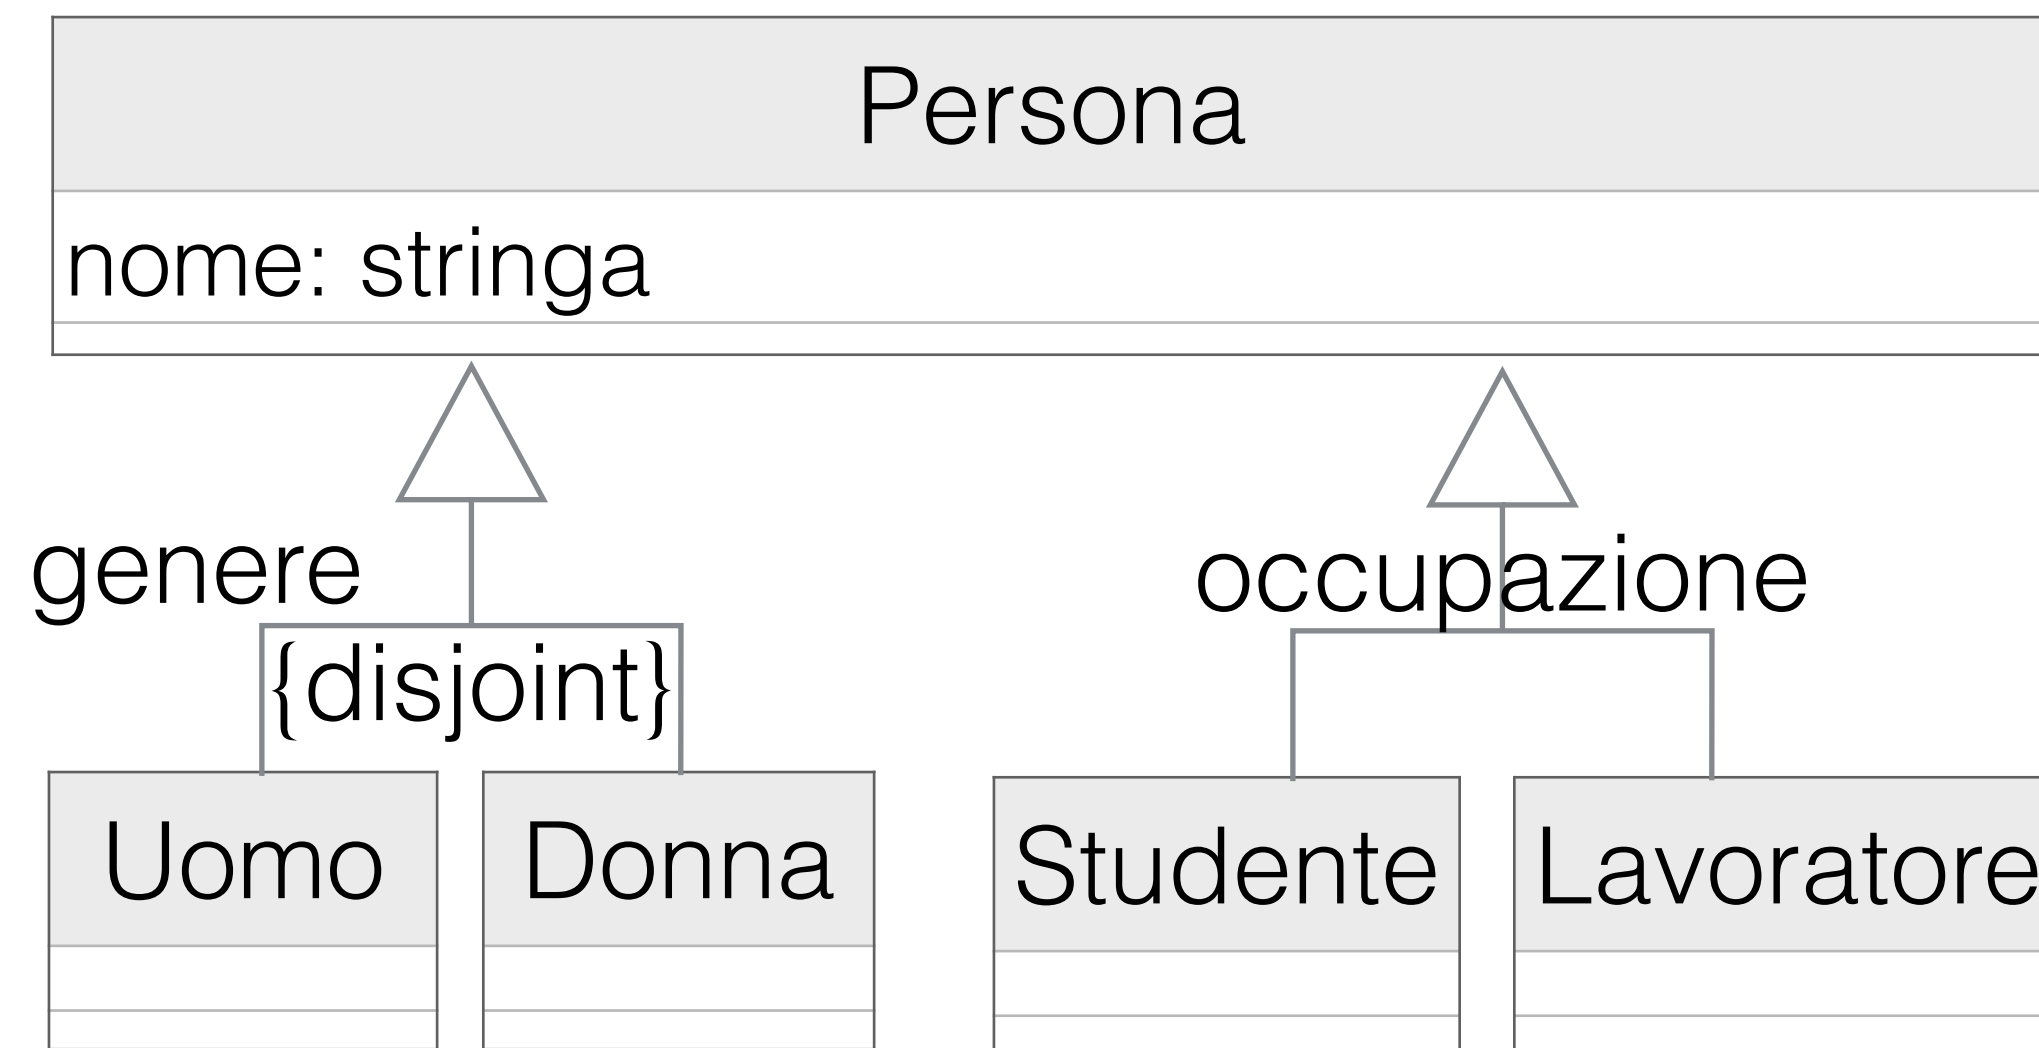 Persona
nome: stringa
genere
occupazione
{disjoint}
Uomo
Donna
Studente
Lavoratore